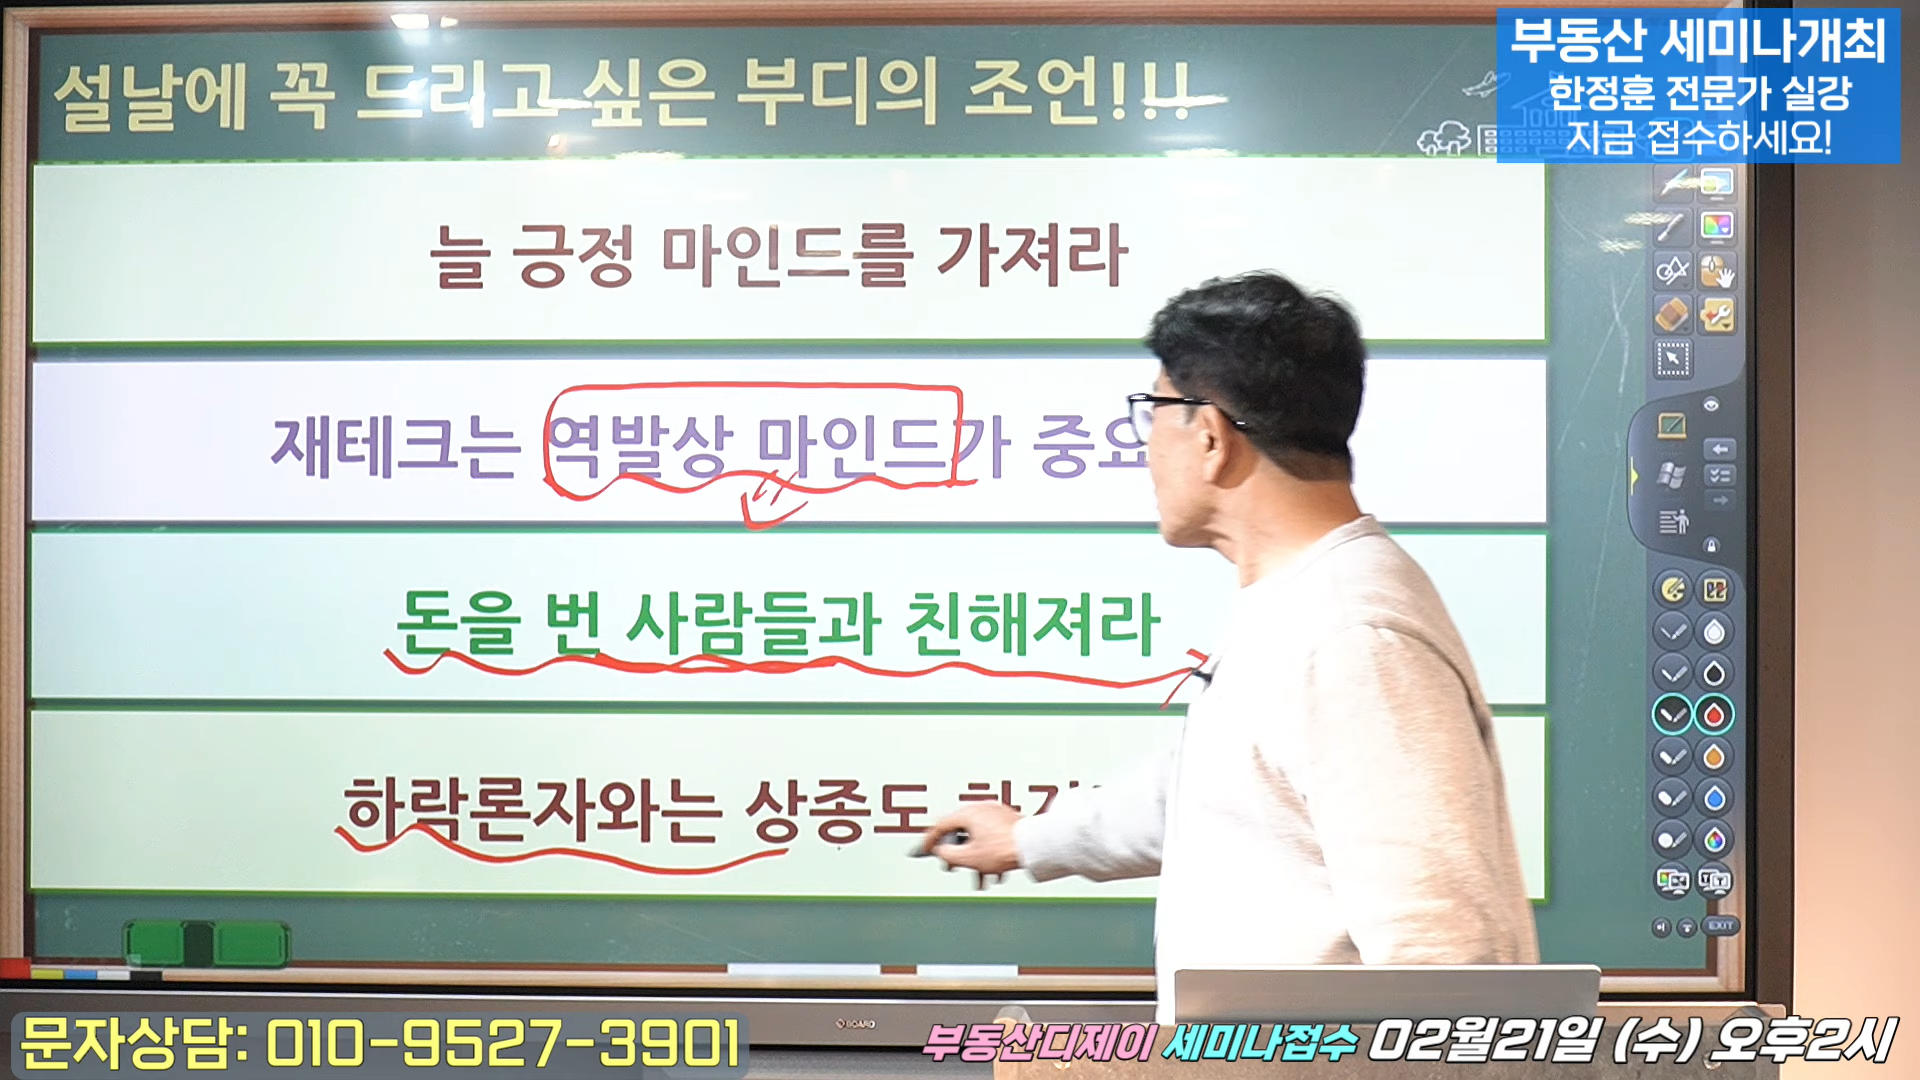 부동산 세미나개최
한정훈 전문가 실강
지금 접수하세요!
설날에 꼭 드리고 싶은 부디의 조언!!!
늘 긍정 마인드를 가져라
재테크는 역발상 마인드가 중요
돈을 번 사람들과 친해져라
하락론자와는 상종도
EXIT
BOARD
문자상담: 010-9527-3901
부동산디제이 세미나접수 02월21일 (수) 오후2시